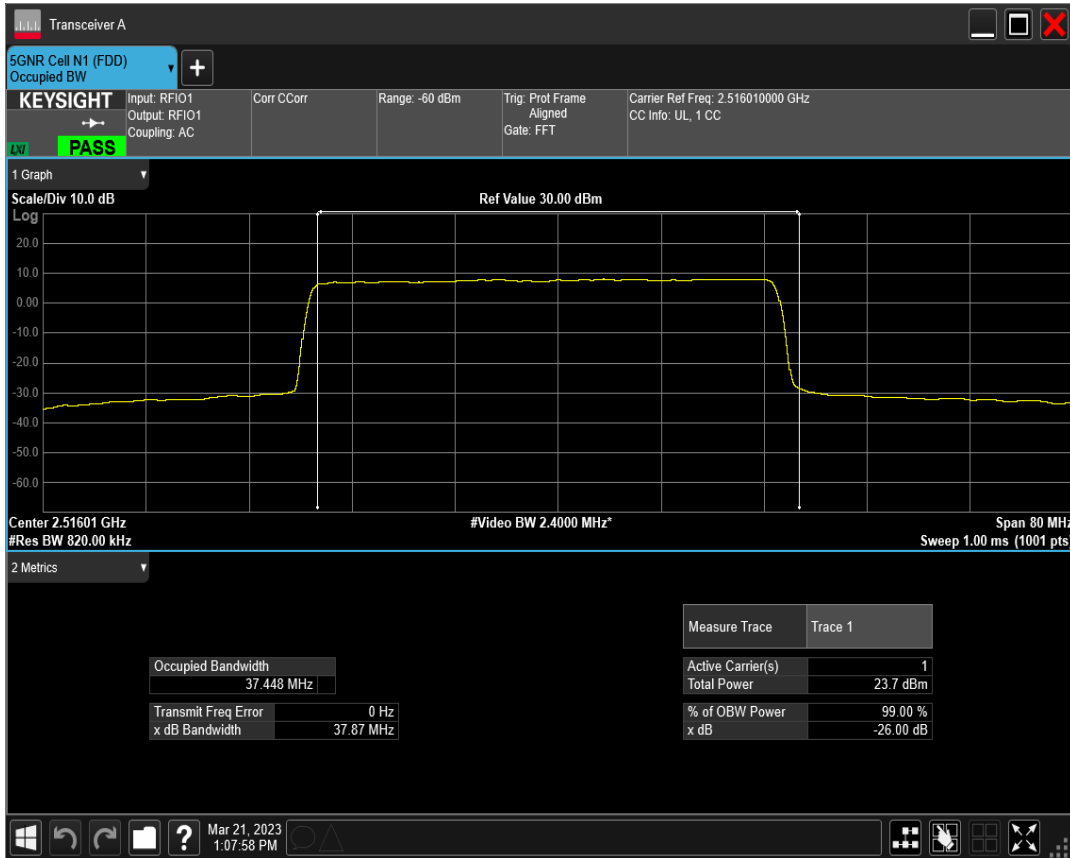 Transceiver A
5GNR Cell N1 (FDD)
Occupied BW
+
KEYSIGHT
LXI
PASS
Input: RFIO1
Output: RFIO1
Coupling: AC
Corr CCorr
Range: -60 dBm
Trig: Prot Frame
Aligned
Gate: FFT
Carrier Ref Freq: 2.516010000 GHz
CC Info: UL, 1 CC
1 Graph
Scale/Div 10.0 dB
Ref Value 30.00 dBm
Log
20.0
10.0
0.00
-10.0
-20.0
-30.0
-40.0
-50.0
-60.0
Center 2.51601 GHz
#Video BW 2.4000 MHz*
Span 80 MHz
#Res BW 820.00 kHz
Sweep 1.00 ms (1001 pts)
2 Metrics
Measure Trace Trace 1
Occupied Bandwidth
37.448 MHz
Active Carrier(s) 1
Total Power 23.7 dBm
Transmit Freq Error 0 Hz
x dB Bandwidth 37.87 MHz
% of OBW Power 99.00 %
x dB -26.00 dB
?
Mar 21, 2023
1:07:58 PM